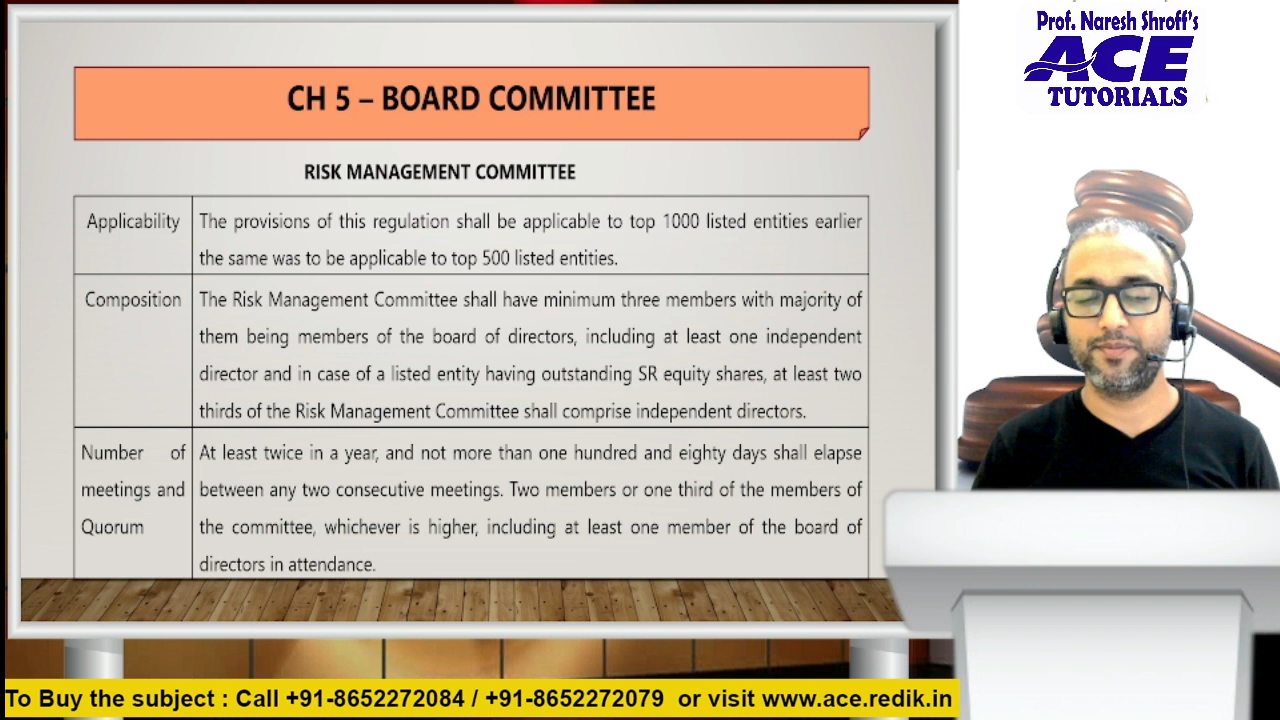 Prof. Naresh Shroff's
ACE
TUTORIALS
CH 5 – BOARD COMMITTEE
RISK MANAGEMENT COMMITTEE
Applicability
The provisions of this regulation shall be applicable to top 1000 listed entities earlier
the same was to be applicable to top 500 listed entities.
Composition
The Risk Management Committee shall have minimum three members with majority of
them being members of the board of directors, including at least one independent
director and in case of a listed entity having outstanding SR equity shares, at least two
thirds of the Risk Management Committee shall comprise independent directors.
Number of
meetings and
Quorum
At least twice in a year, and not more than one hundred and eighty days shall elapse
between any two consecutive meetings. Two members or one third of the members of
the committee, whichever is higher, including at least one member of the board of
directors in attendance.
To Buy the subject : Call +91-8652272084 / +91-8652272079 or visit www.ace.redik.in